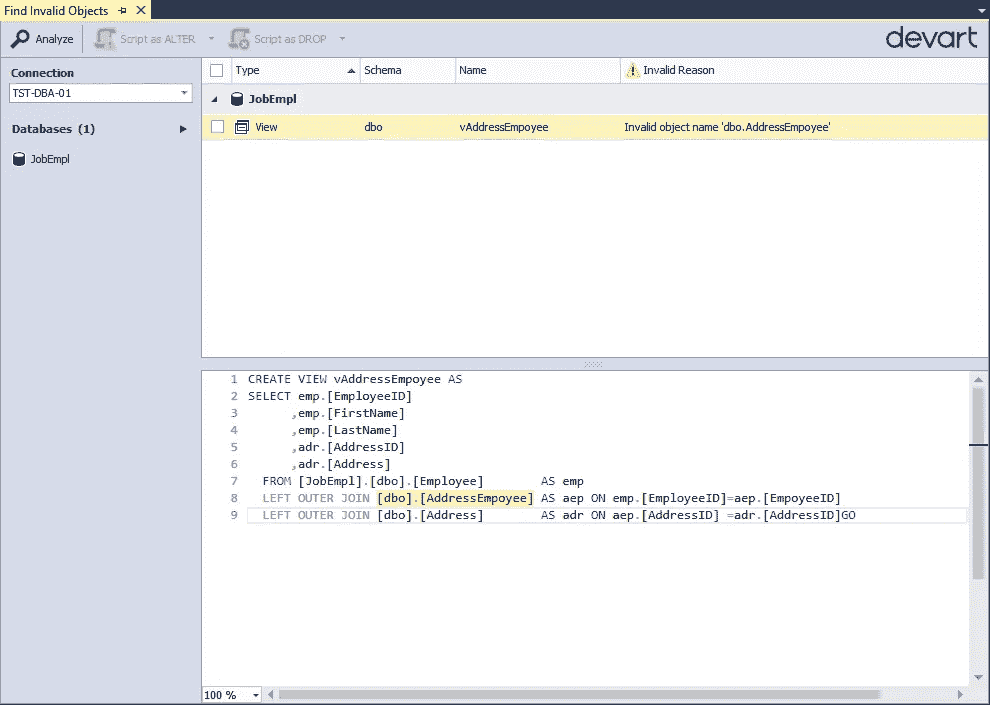 Find Invalid Objects
Analyze Script as ALTER Script as DROP devart
Connection
TST-DBA-01
Databases (1)
JobEmpl
Type Schema Name Invalid Reason
JobEmpl
View dbo vAddressEmpoyee Invalid object name 'dbo.AddressEmpoyee'
1 CREATE VIEW vAddressEmpoyee AS
2 SELECT emp.[EmployeeID]
3 ,emp.[FirstName]
4 ,emp.[LastName]
5 ,adr.[AddressID]
6 ,adr.[Address]
7 FROM [JobEmpl].[dbo].[Employee] AS emp
8 LEFT OUTER JOIN [dbo].[AddressEmpoyee] AS aep ON emp.[EmployeeID]=aep.[EmpoyeeID]
9 LEFT OUTER JOIN [dbo].[Address] AS adr ON aep.[AddressID] =adr.[AddressID]GO
100 %